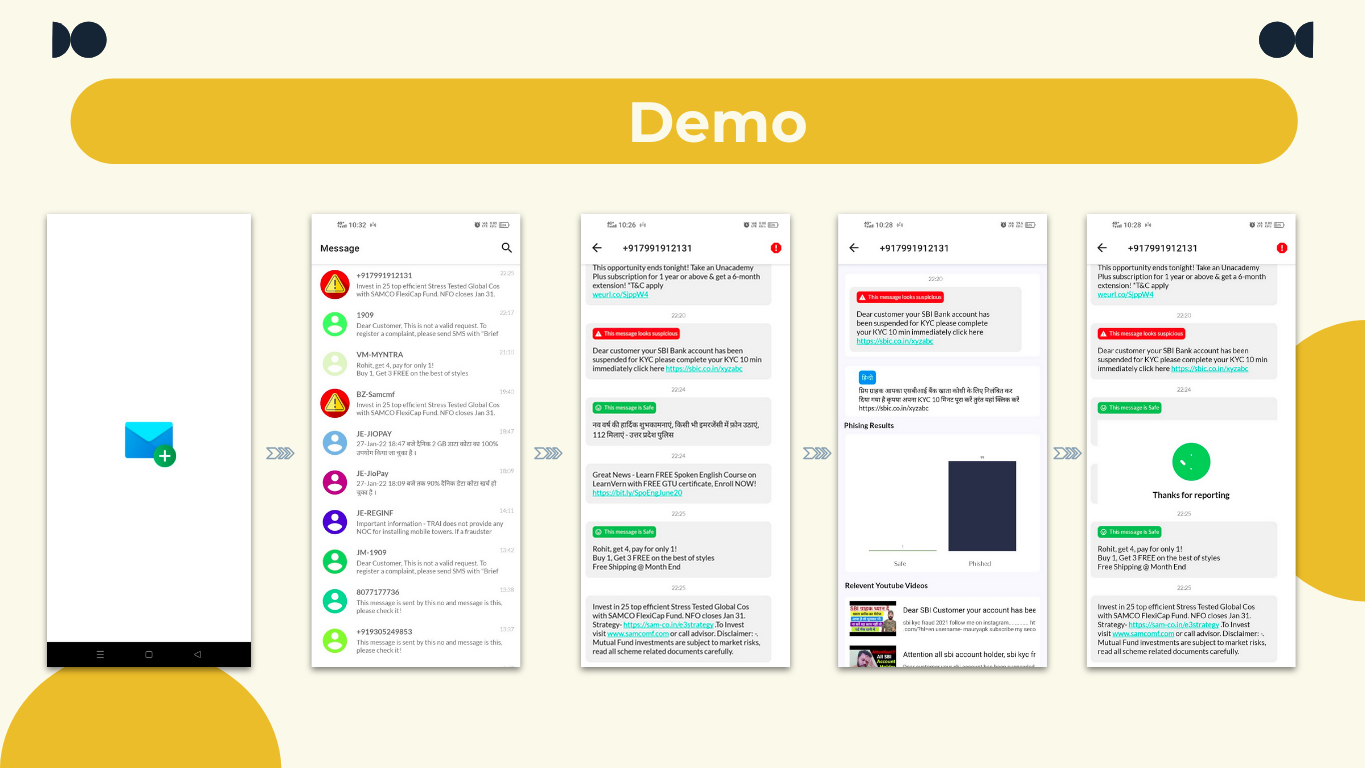 Demo
10:32
Message
+917991912131
22:25
Invest in 25 top efficient Stress Tested Global Cos
with SAMCO FlexiCap Fund. NFO closes Jan 31.
1909
22:17
Dear Customer, This is not a valid request. To
register a complaint, please send SMS with "Brief
VM-MYNTRA
21:10
Rohit, get 4, pay for only 1!
Buy 1, Get 3 FREE on the best of styles
BZ-Samcmf
19:41
Invest in 25 top efficient Stress Tested Global Cos
with SAMCO FlexiCap Fund. NFO closes Jan 31.
JE-JIOPAY
18:47
27-Jan-22 18:47 बजे दैनिक 2 GB डाटा कोटा का 100%
उपयोग किया जा चुका है ।
JE-JioPay
18:09
27-Jan-22 18:09 बजे तक 90% दैनिक डेटा कोटा खर्च हो
चुका है ।
JE-REGINF
14:11
Important information - TRAI does not provide any
NOC for installing mobile towers. If a fraudster
JM-1909
13:42
Dear Customer, This is not a valid request. To
register a complaint, please send SMS with "Brief
8077177736
13:38
This message is sent by this no and message is this,
please check it!
+919305249853
13:37
This message is sent by this no and message is this,
please check it!
10:26
+917991912131
This opportunity ends tonight! Take an Unacademy
Plus subscription for 1 year or above & get a 6-month
extension! *T&C apply
weurl.co/SjppW4
22:20
This message looks suspicious
Dear customer your SBI Bank account has been
suspended for KYC please complete your KYC 10 min
immediately click here https://sbic.co.in/xyzabc
22:24
This message is Safe
नव वर्ष की हार्दिक शुभकामनाएं, किसी भी इमरजेंसी में फ़ोन उठाएं,
112 मिलाएं - उत्तर प्रदेश पुलिस
22:24
Great News - Learn FREE Spoken English Course on
LearnVern with FREE GTU certificate, Enroll NOW!
https://bit.ly/SpoEngJune20
22:25
This message is Safe
Rohit, get 4, pay for only 1!
Buy 1, Get 3 FREE on the best of styles
Free Shipping @ Month End
22:25
Invest in 25 top efficient Stress Tested Global Cos
with SAMCO FlexiCap Fund. NFO closes Jan 31.
Strategy- https://sam-co.in/e3strategy .To Invest
visit www.samcomf.com or call advisor. Disclaimer: -.
Mutual Fund investments are subject to market risks,
read all scheme related documents carefully.
10:28
+917991912131
22:20
This message looks suspicious
Dear customer your SBI Bank account has
been suspended for KYC please complete
your KYC 10 min immediately click here
https://sbic.co.in/xyzabc
हिन्दी
प्रिय ग्राहक आपका एसबीआई बैंक खाता केवीसी के लिए निलंबित कर
दिया गया है कृपया अपना KYC 10 मिनट पूरा करें तुरंत यहां क्लिक करें
https://sbic.co.in/xyzabc
Phising Results
Safe
Phished
Relevent Youtube Videos
Dear SBI Customer your account has bee
sbi kyc fraud 2021 follow me on instagram
Attention all sbi account holder, sbi kyc fr
10:28
+917991912131
This opportunity ends tonight! Take an Unacademy
Plus subscription for 1 year or above & get a 6-month
extension! *T&C apply
weurl.co/SjppW4
22:20
This message looks suspicious
Dear customer your SBI Bank account has been
suspended for KYC please complete your KYC 10 min
immediately click here https://sbic.co.in/xyzabc
22:24
This message is Safe
Thanks for reporting
22:25
This message is Safe
Rohit, get 4, pay for only 1!
Buy 1, Get 3 FREE on the best of styles
Free Shipping @ Month End
22:25
Invest in 25 top efficient Stress Tested Global Cos
with SAMCO FlexiCap Fund. NFO closes Jan 31.
Strategy- https://sam-co.in/e3strategy .To Invest
visit www.samcomf.com or call advisor. Disclaimer: -.
Mutual Fund investments are subject to market risks,
read all scheme related documents carefully.